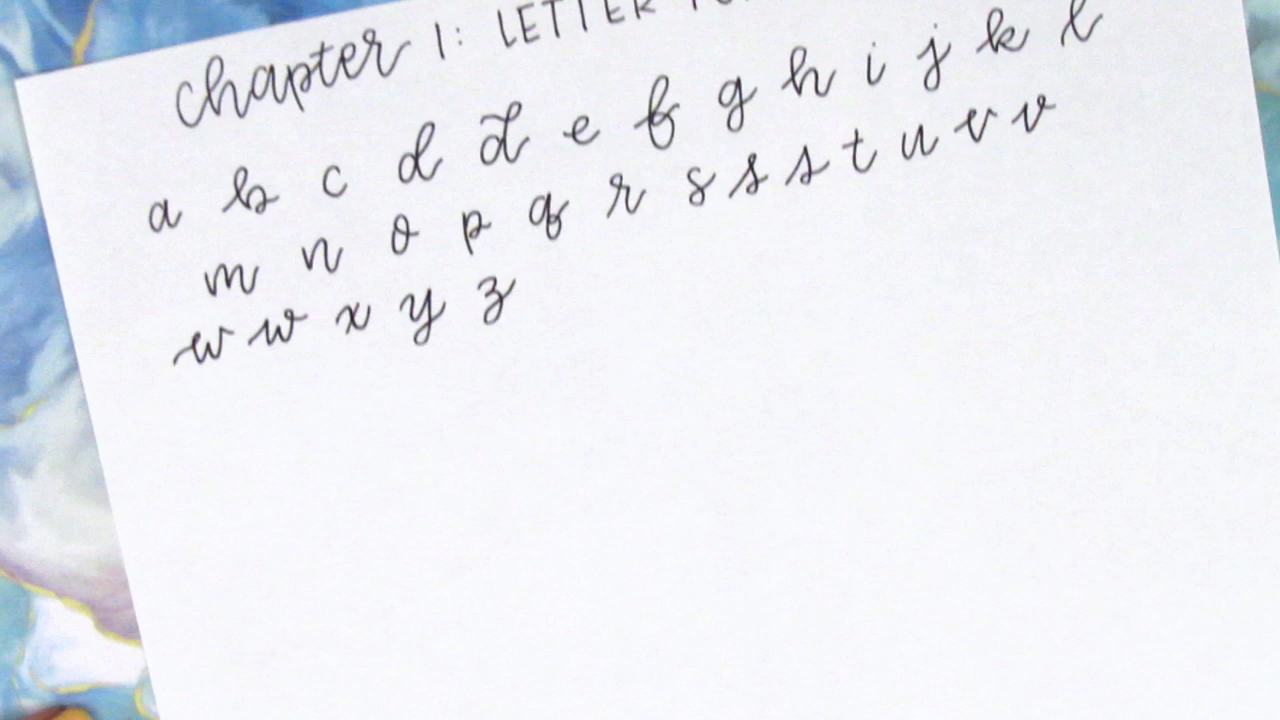 chapter 1: LETTER
a b c d d e f g h i j k l
m n o p q r s s s t u v v
w w x y z